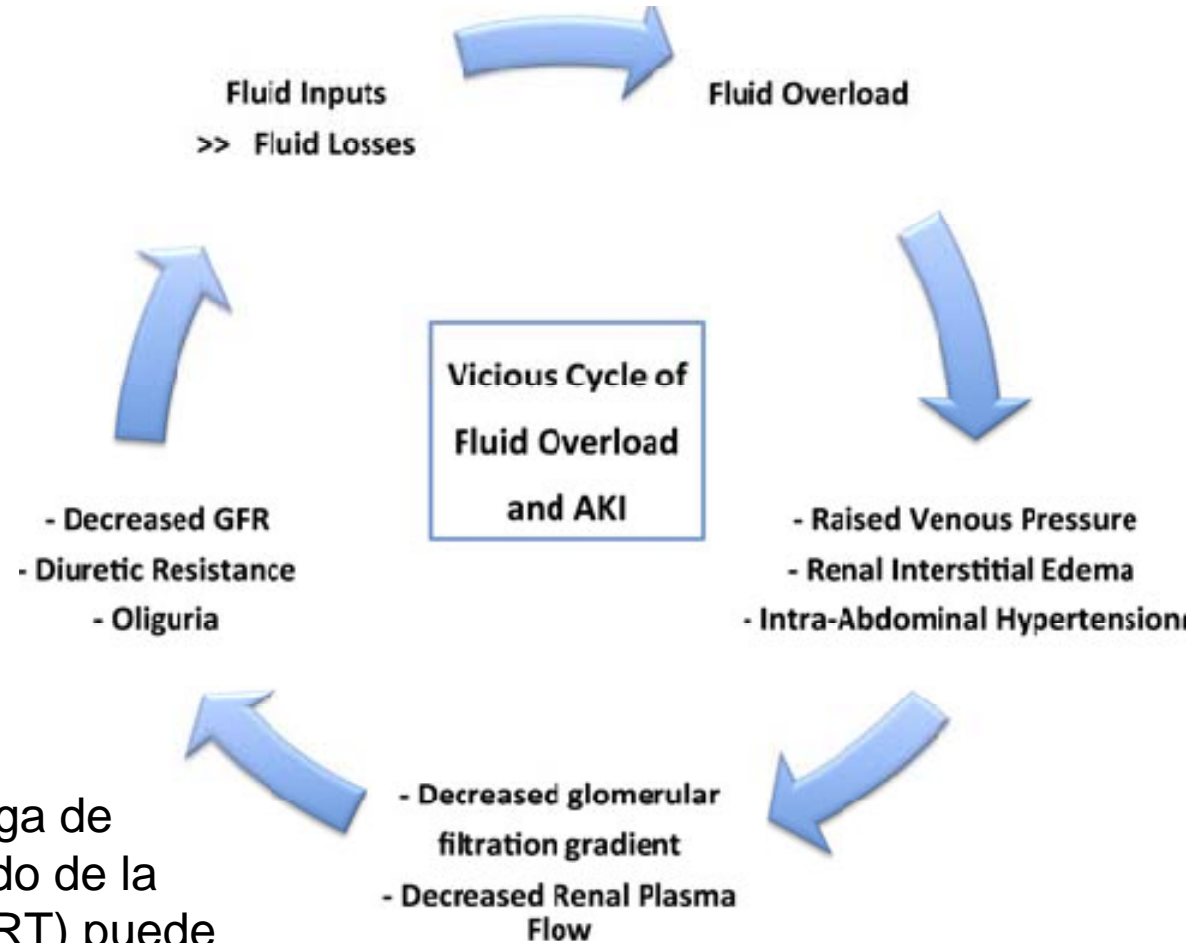 Fluid Inputs
>> Fluid Losses
Fluid Overload
Vicious Cycle of
Fluid Overload
and AKI
- Decreased GFR
- Diuretic Resistance
- Oliguria
- Raised Venous Pressure
- Renal Interstitial Edema
- Intra-Abdominal Hypertension
- Decreased glomerular
filtration gradient
- Decreased Renal Plasma
Flow
ga de
do de la
RT) puede